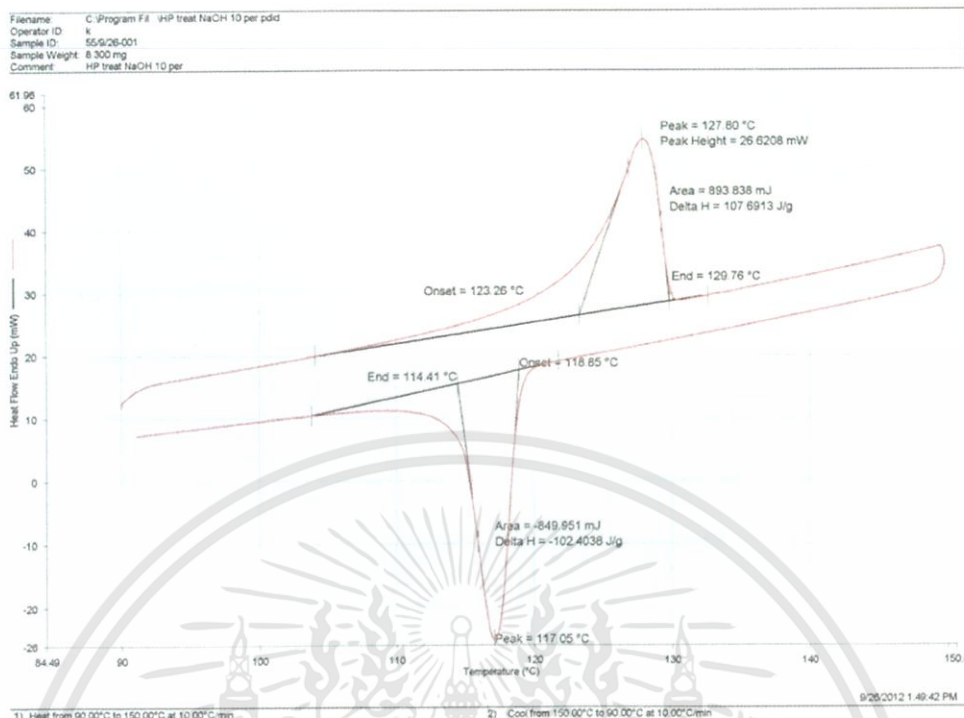 Filename: C:\Program Fil \HP treat NaOH 10 per.pdid
Operator ID: k
Sample ID: 55/9/26-001
Sample Weight: 8.300 mg
Comment: HP treat NaOH 10 per
61.96
60
Peak = 127.80 °C
Peak Height = 26.6208 mW
50
Area = 893.838 mJ
Delta H = 107.6913 J/g
40
Onset = 123.26 °C
End = 129.76 °C
30
Heat Flow Endo Up (mW)
20
End = 114.41 °C
Onset = 118.85 °C
10
0
Area = -849.951 mJ
Delta H = -102.4038 J/g
-10
-20
Peak = 117.05 °C
-26
84.49 90 100 110 120 130 140 150.
Temperature (°C)
9/26/2012 1:49:42 PM
1) Heat from 90.00°C to 150.00°C at 10.00°C/min
2) Cool from 150.00°C to 90.00°C at 10.00°C/min